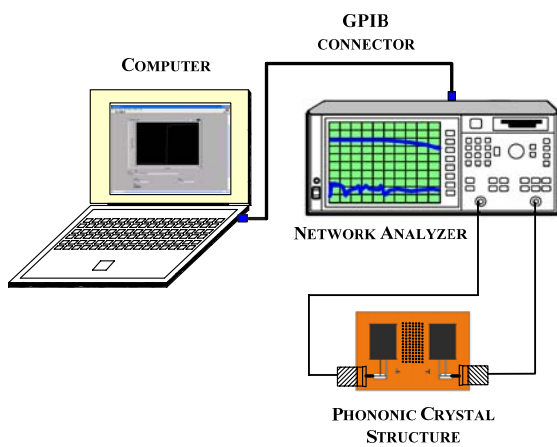 GPIB
CONNECTOR
COMPUTER
NETWORK ANALYZER
PHONONIC CRYSTAL
STRUCTURE